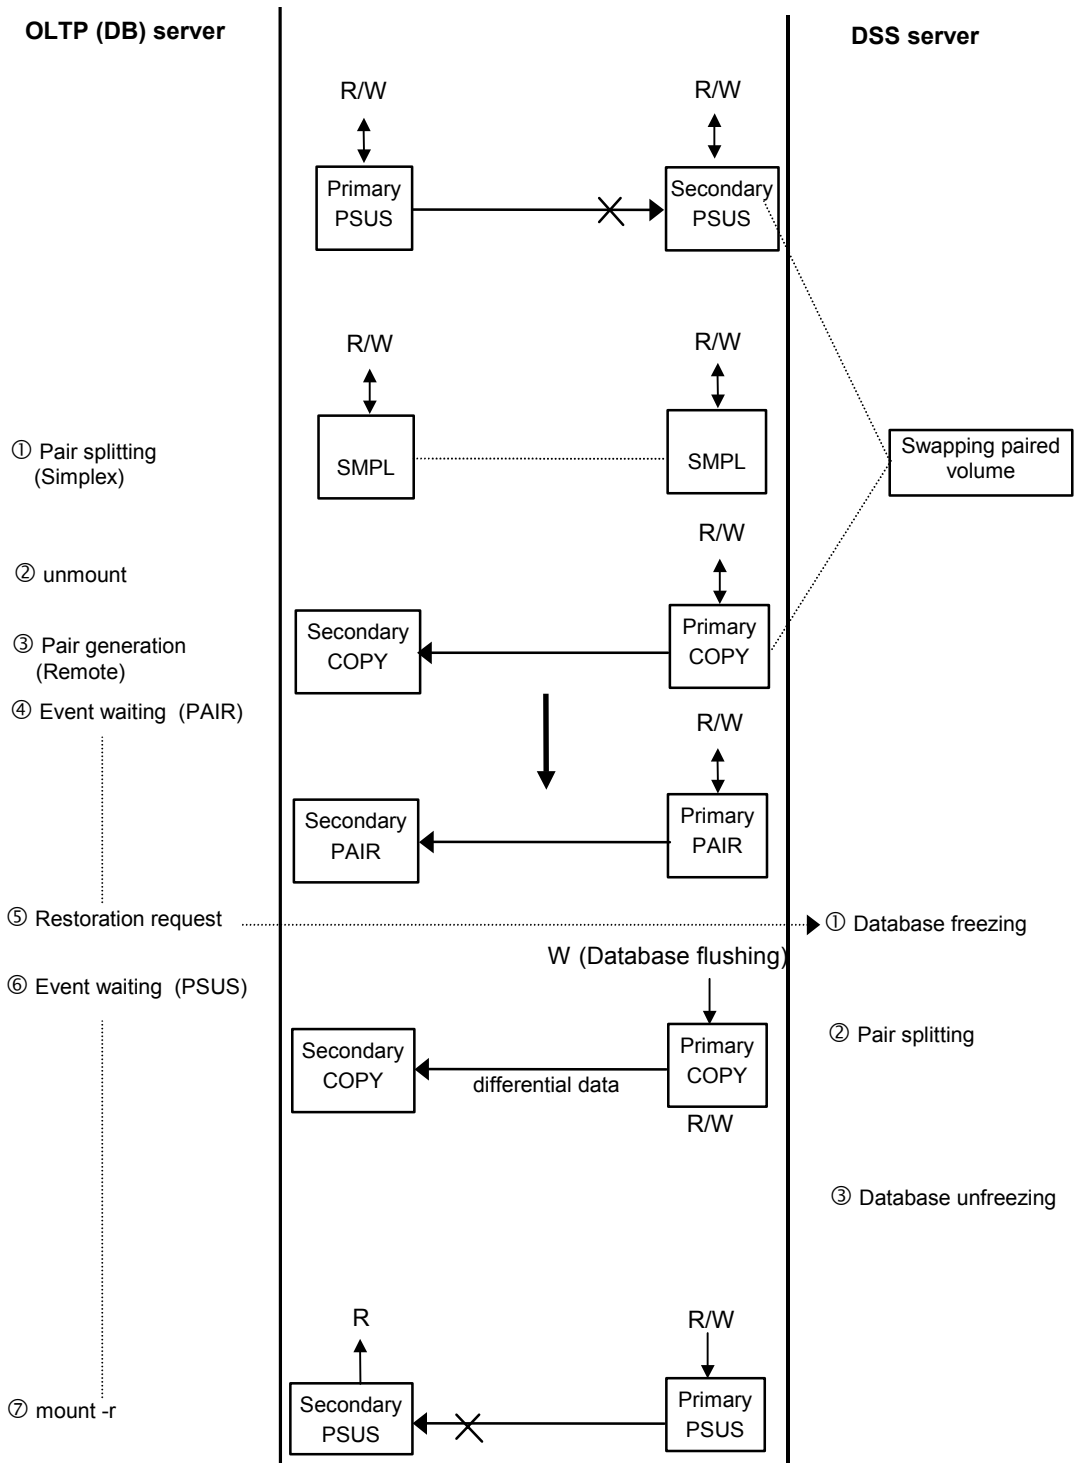 OLTP (DB) server
DSS server
R/W
R/W
Primary
PSUS
Secondary
PSUS
R/W
R/W
① Pair splitting
(Simplex)
SMPL
SMPL
Swapping paired
volume
R/W
② unmount
③ Pair generation
(Remote)
Secondary
COPY
Primary
COPY
④ Event waiting (PAIR)
R/W
Secondary
PAIR
Primary
PAIR
⑤ Restoration request
① Database freezing
W (Database flushing)
⑥ Event waiting (PSUS)
② Pair splitting
Secondary
COPY
differential data
Primary
COPY
R/W
③ Database unfreezing
R
R/W
⑦ mount -r
Secondary
PSUS
Primary
PSUS